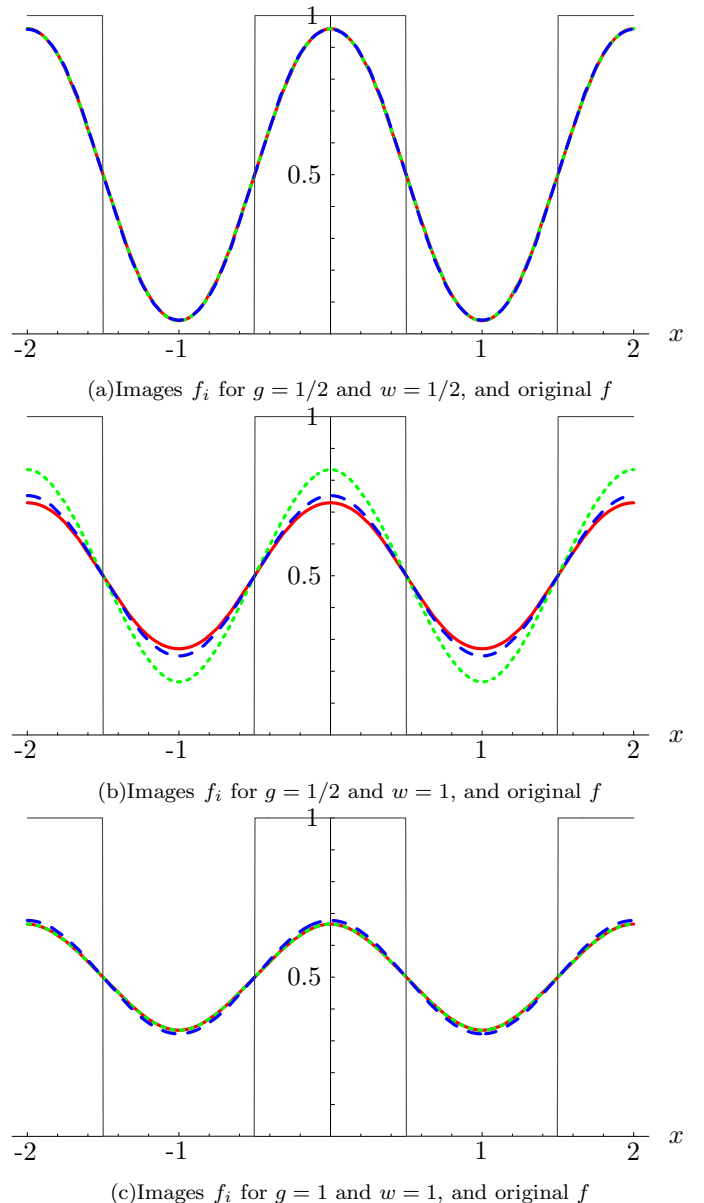 1
0.5
-2 -1 1 2 x
(a)Images f_i for g = 1/2 and w = 1/2, and original f
1
0.5
-2 -1 1 2 x
(b)Images f_i for g = 1/2 and w = 1, and original f
1
0.5
-2 -1 1 2 x
(c)Images f_i for g = 1 and w = 1, and original f